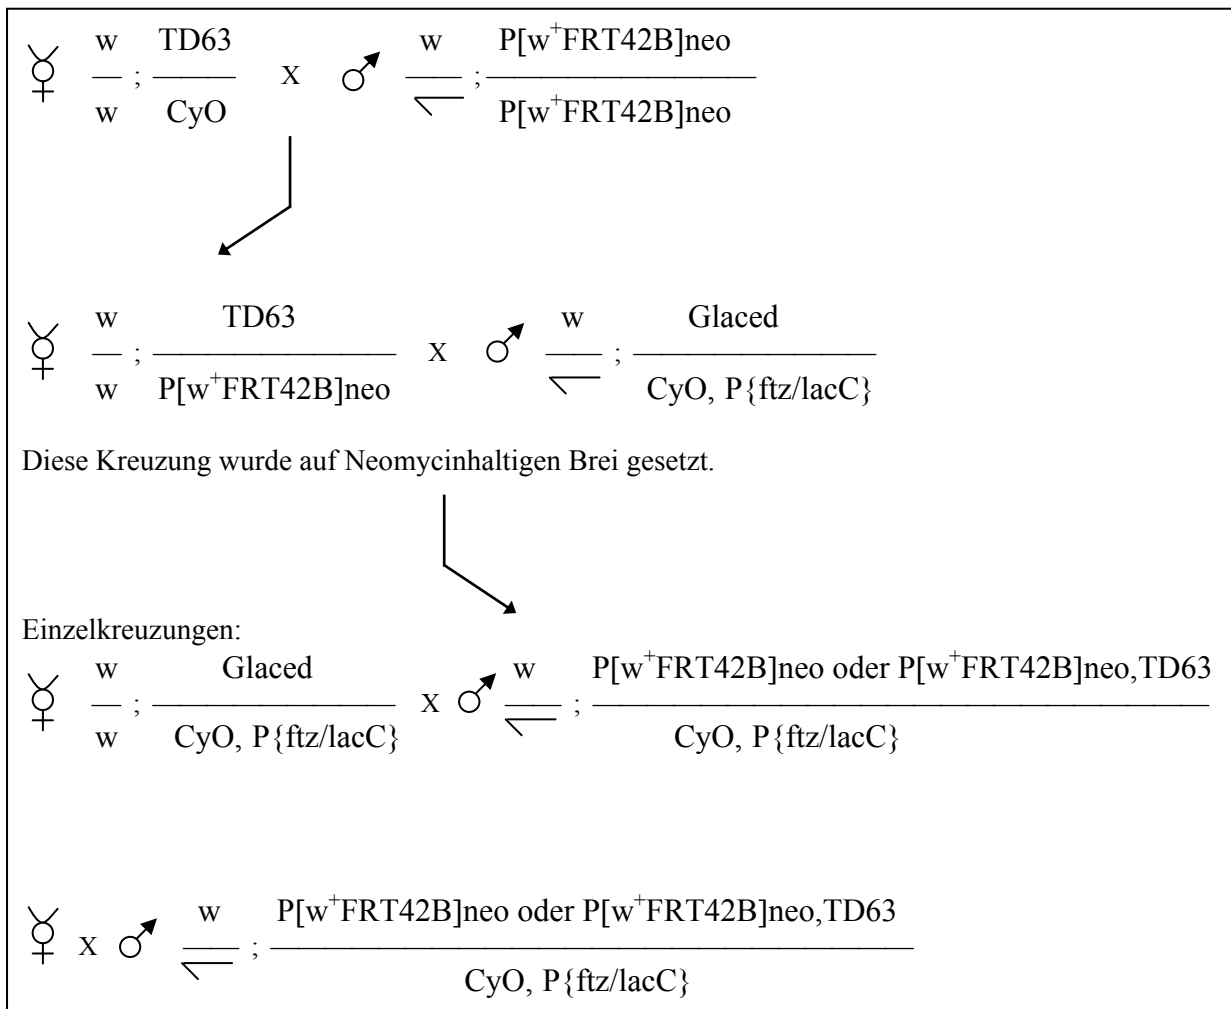 w TD63 w P[w⁺FRT42B]neo
☿ — ; —— X ♂ — ; ——
w CyO P[w⁺FRT42B]neo
w TD63 w Glaced
☿ — ; —— X ♂ — ; ——
w P[w⁺FRT42B]neo CyO, P{ftz/lacC}
Diese Kreuzung wurde auf Neomycinhaltigen Brei gesetzt.
Einzelkreuzungen:
w Glaced w P[w⁺FRT42B]neo oder P[w⁺FRT42B]neo,TD63
☿ — ; —— X ♂ — ; ——
w CyO, P{ftz/lacC} CyO, P{ftz/lacC}
w P[w⁺FRT42B]neo oder P[w⁺FRT42B]neo,TD63
☿ X ♂ — ; ——
CyO, P{ftz/lacC}